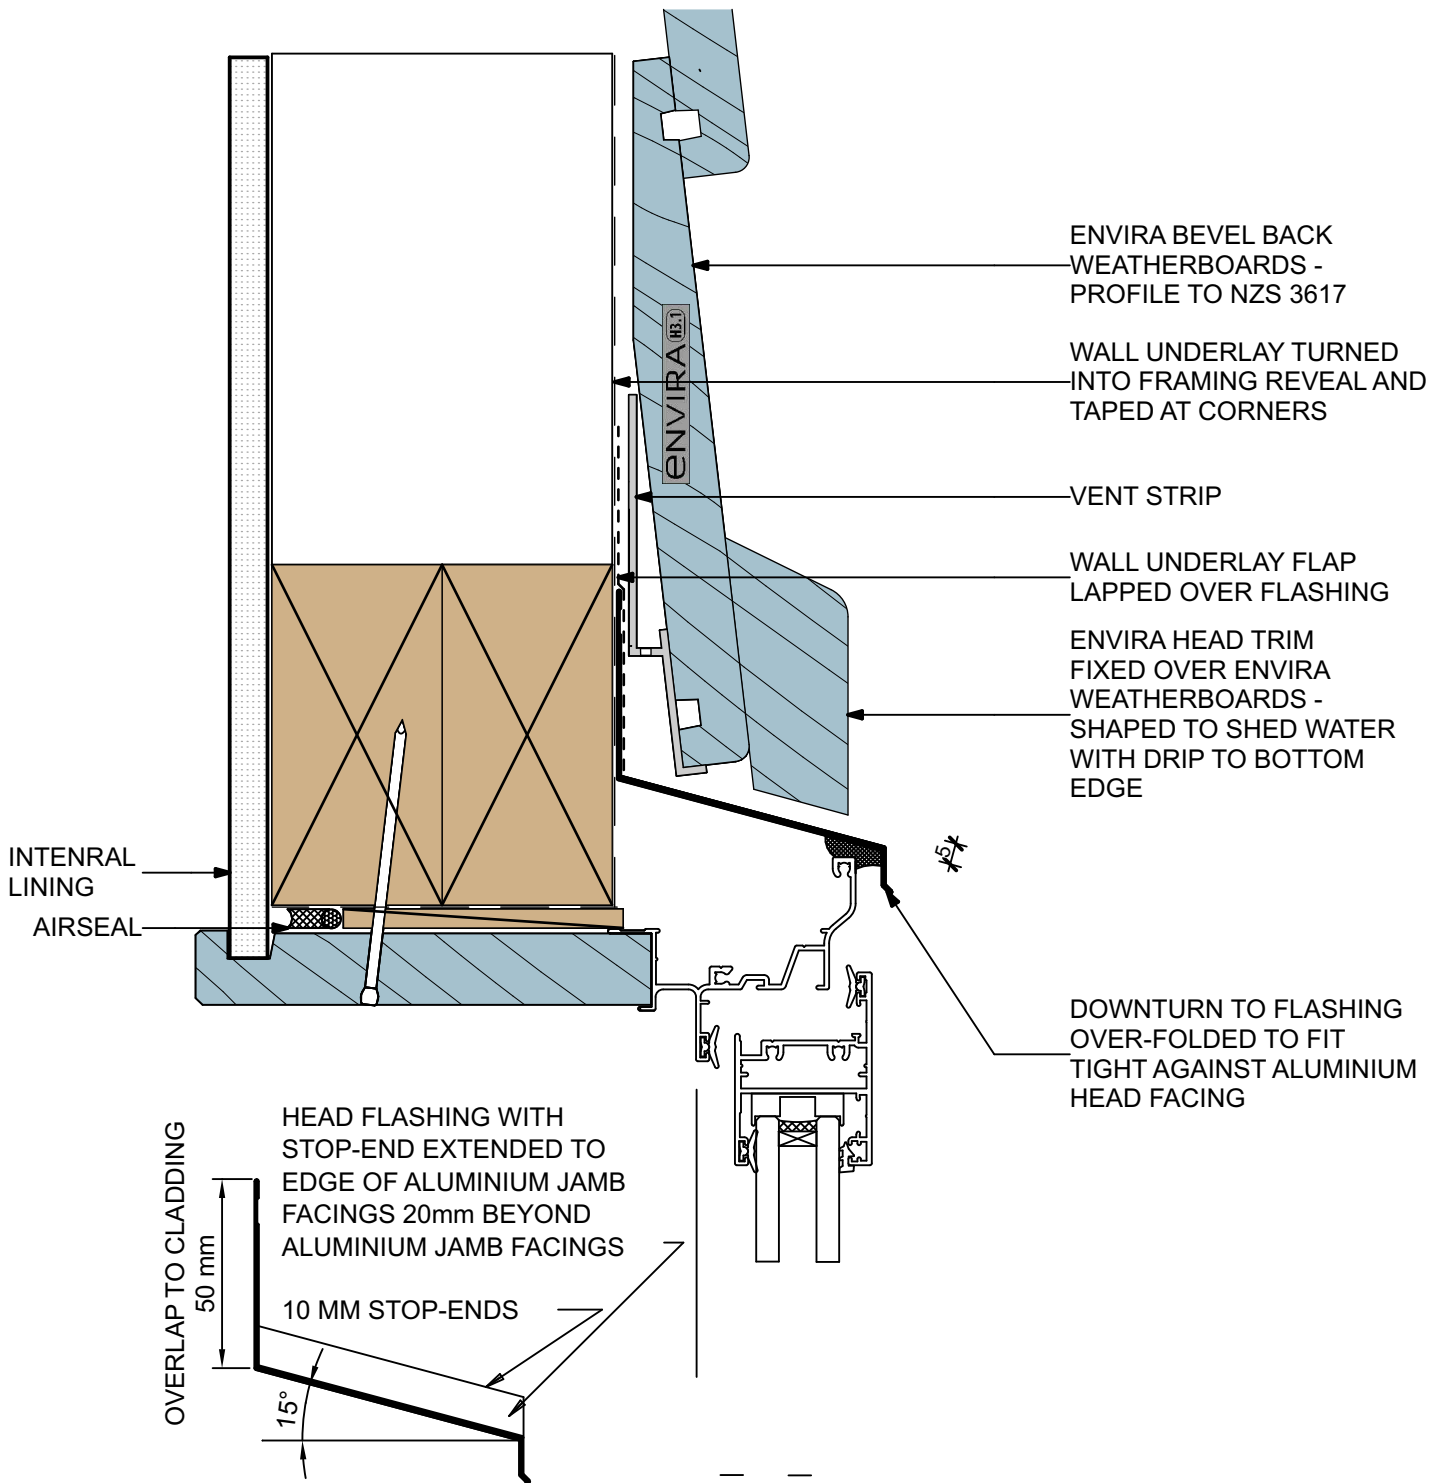 ENVIRA BEVEL BACK
WEATHERBOARDS -
PROFILE TO NZS 3617
WALL UNDERLAY TURNED
INTO FRAMING REVEAL AND
TAPED AT CORNERS
VENT STRIP
WALL UNDERLAY FLAP
LAPPED OVER FLASHING
ENVIRA HEAD TRIM
FIXED OVER ENVIRA
WEATHERBOARDS -
SHAPED TO SHED WATER
WITH DRIP TO BOTTOM
EDGE
ENVIRA H3.1
5
INTENRAL
LINING
AIRSEAL
DOWNTURN TO FLASHING
OVER-FOLDED TO FIT
TIGHT AGAINST ALUMINIUM
HEAD FACING
HEAD FLASHING WITH
STOP-END EXTENDED TO
EDGE OF ALUMINIUM JAMB
FACINGS 20mm BEYOND
ALUMINIUM JAMB FACINGS
10 MM STOP-ENDS
OVERLAP TO CLADDING
50 mm
15°